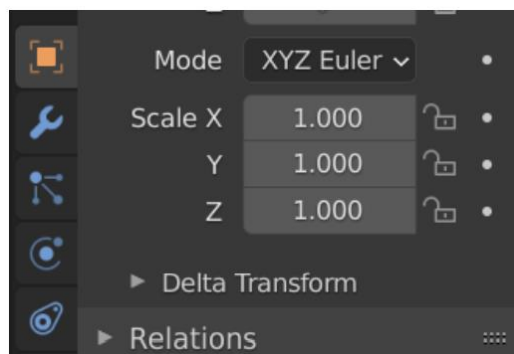 Mode XYZ Euler
Scale X 1.000
Y 1.000
Z 1.000
Delta Transform
Relations